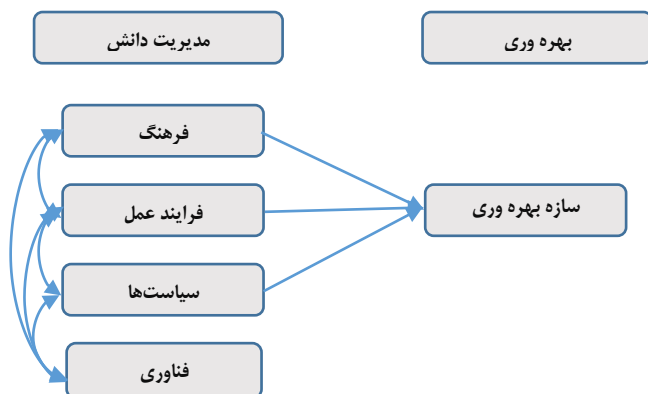 بهره وری
مدیریت دانش
فرهنگ
فرایند عمل
سازه بهره وری
سیاست‌ها
فناوری